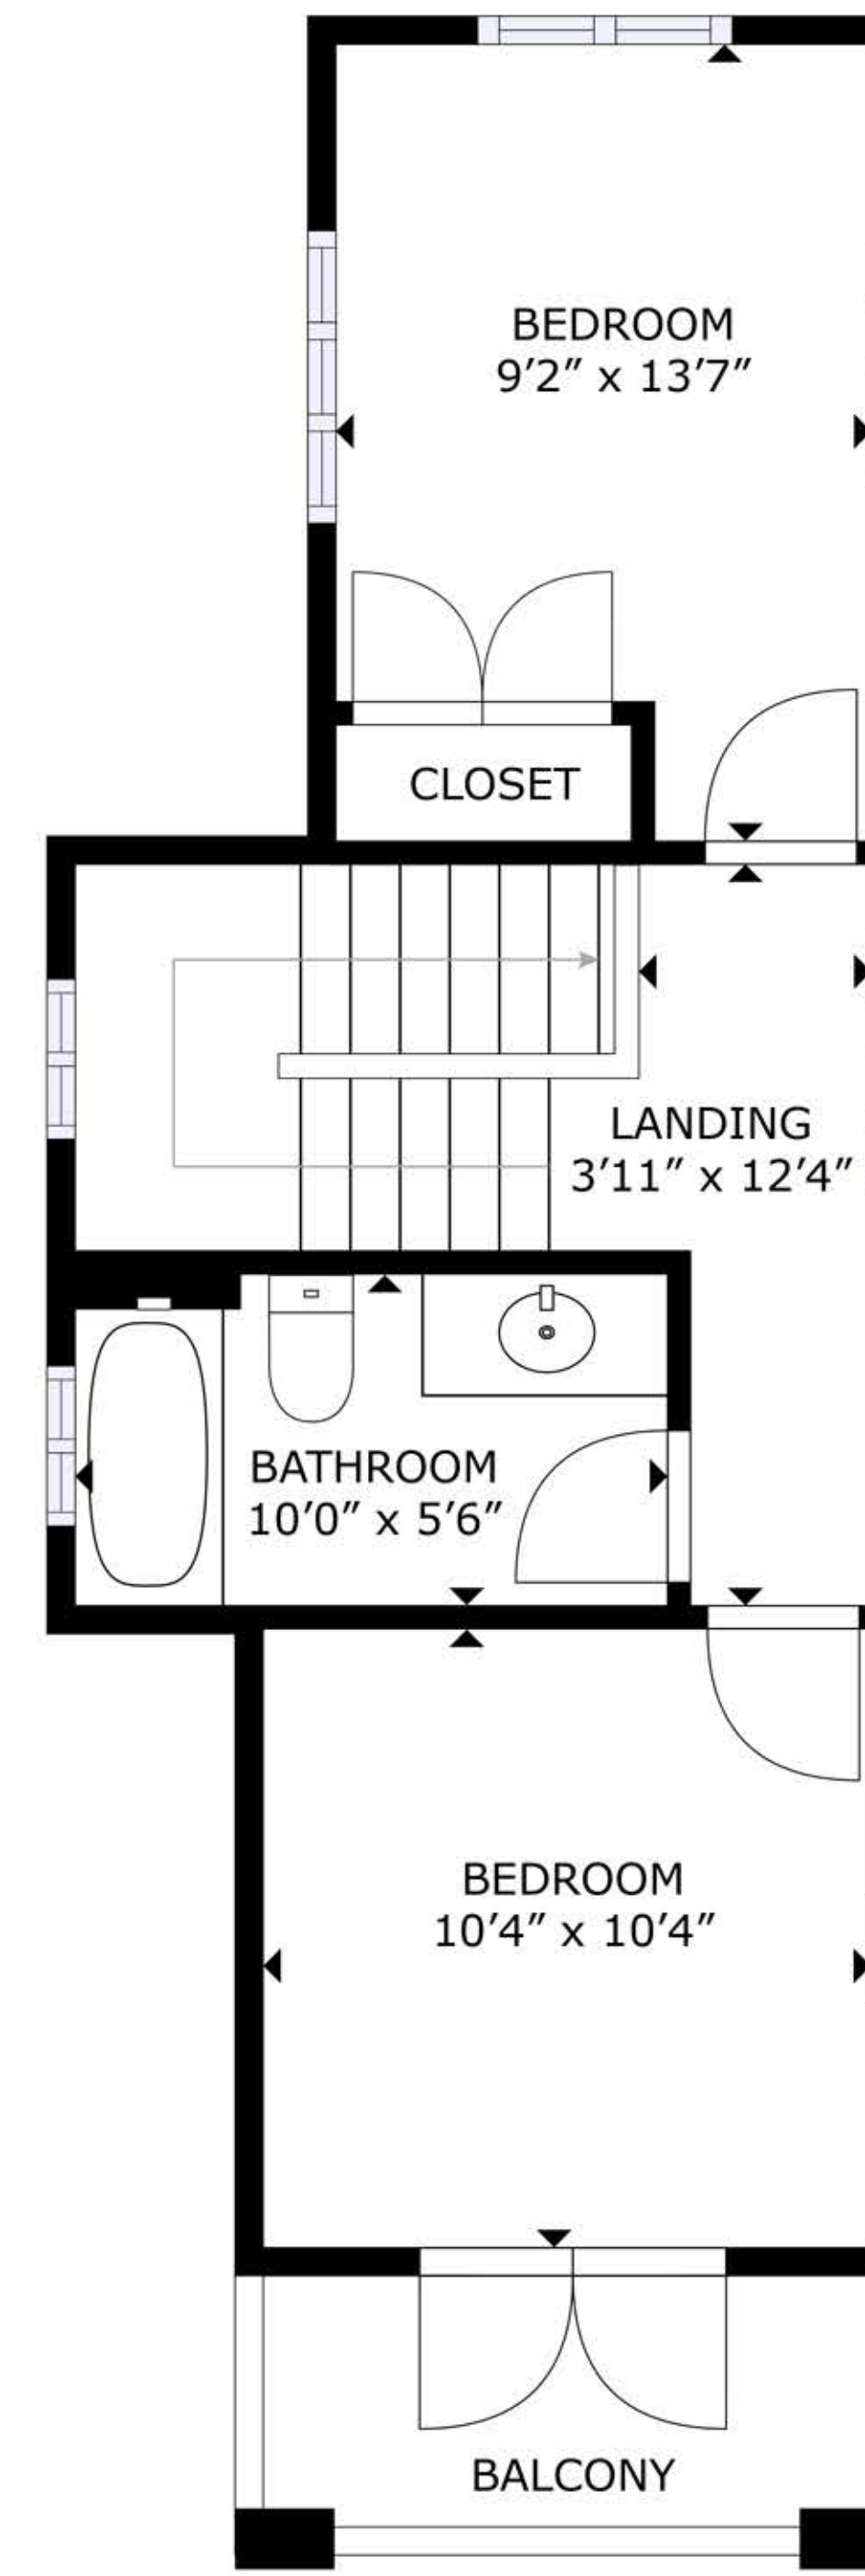 BEDROOM
9'2" x 13'7"
CLOSET
LANDING
3'11" x 12'4"
BATHROOM
10'0" x 5'6"
BEDROOM
10'4" x 10'4"
BALCONY